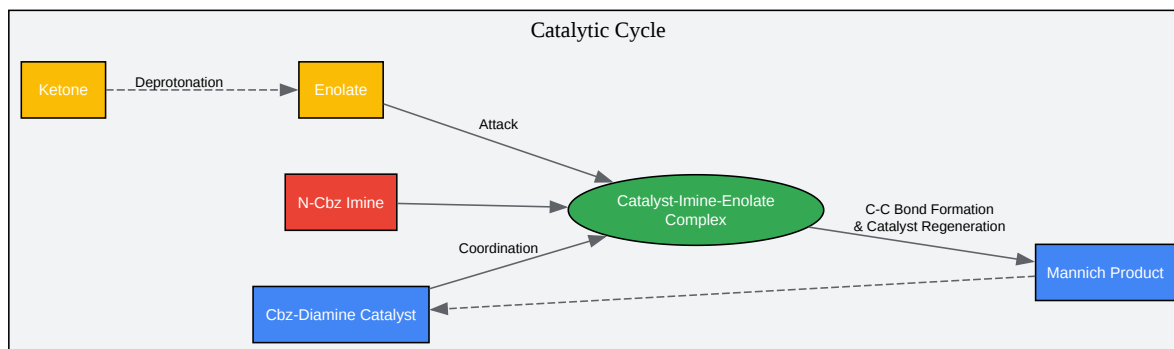 Catalytic Cycle
Ketone
Deprotonation
Enolate
Attack
N-Cbz Imine
Catalyst-Imine-Enolate
Complex
Coordination
C-C Bond Formation
& Catalyst Regeneration
Cbz-Diamine Catalyst
Mannich Product